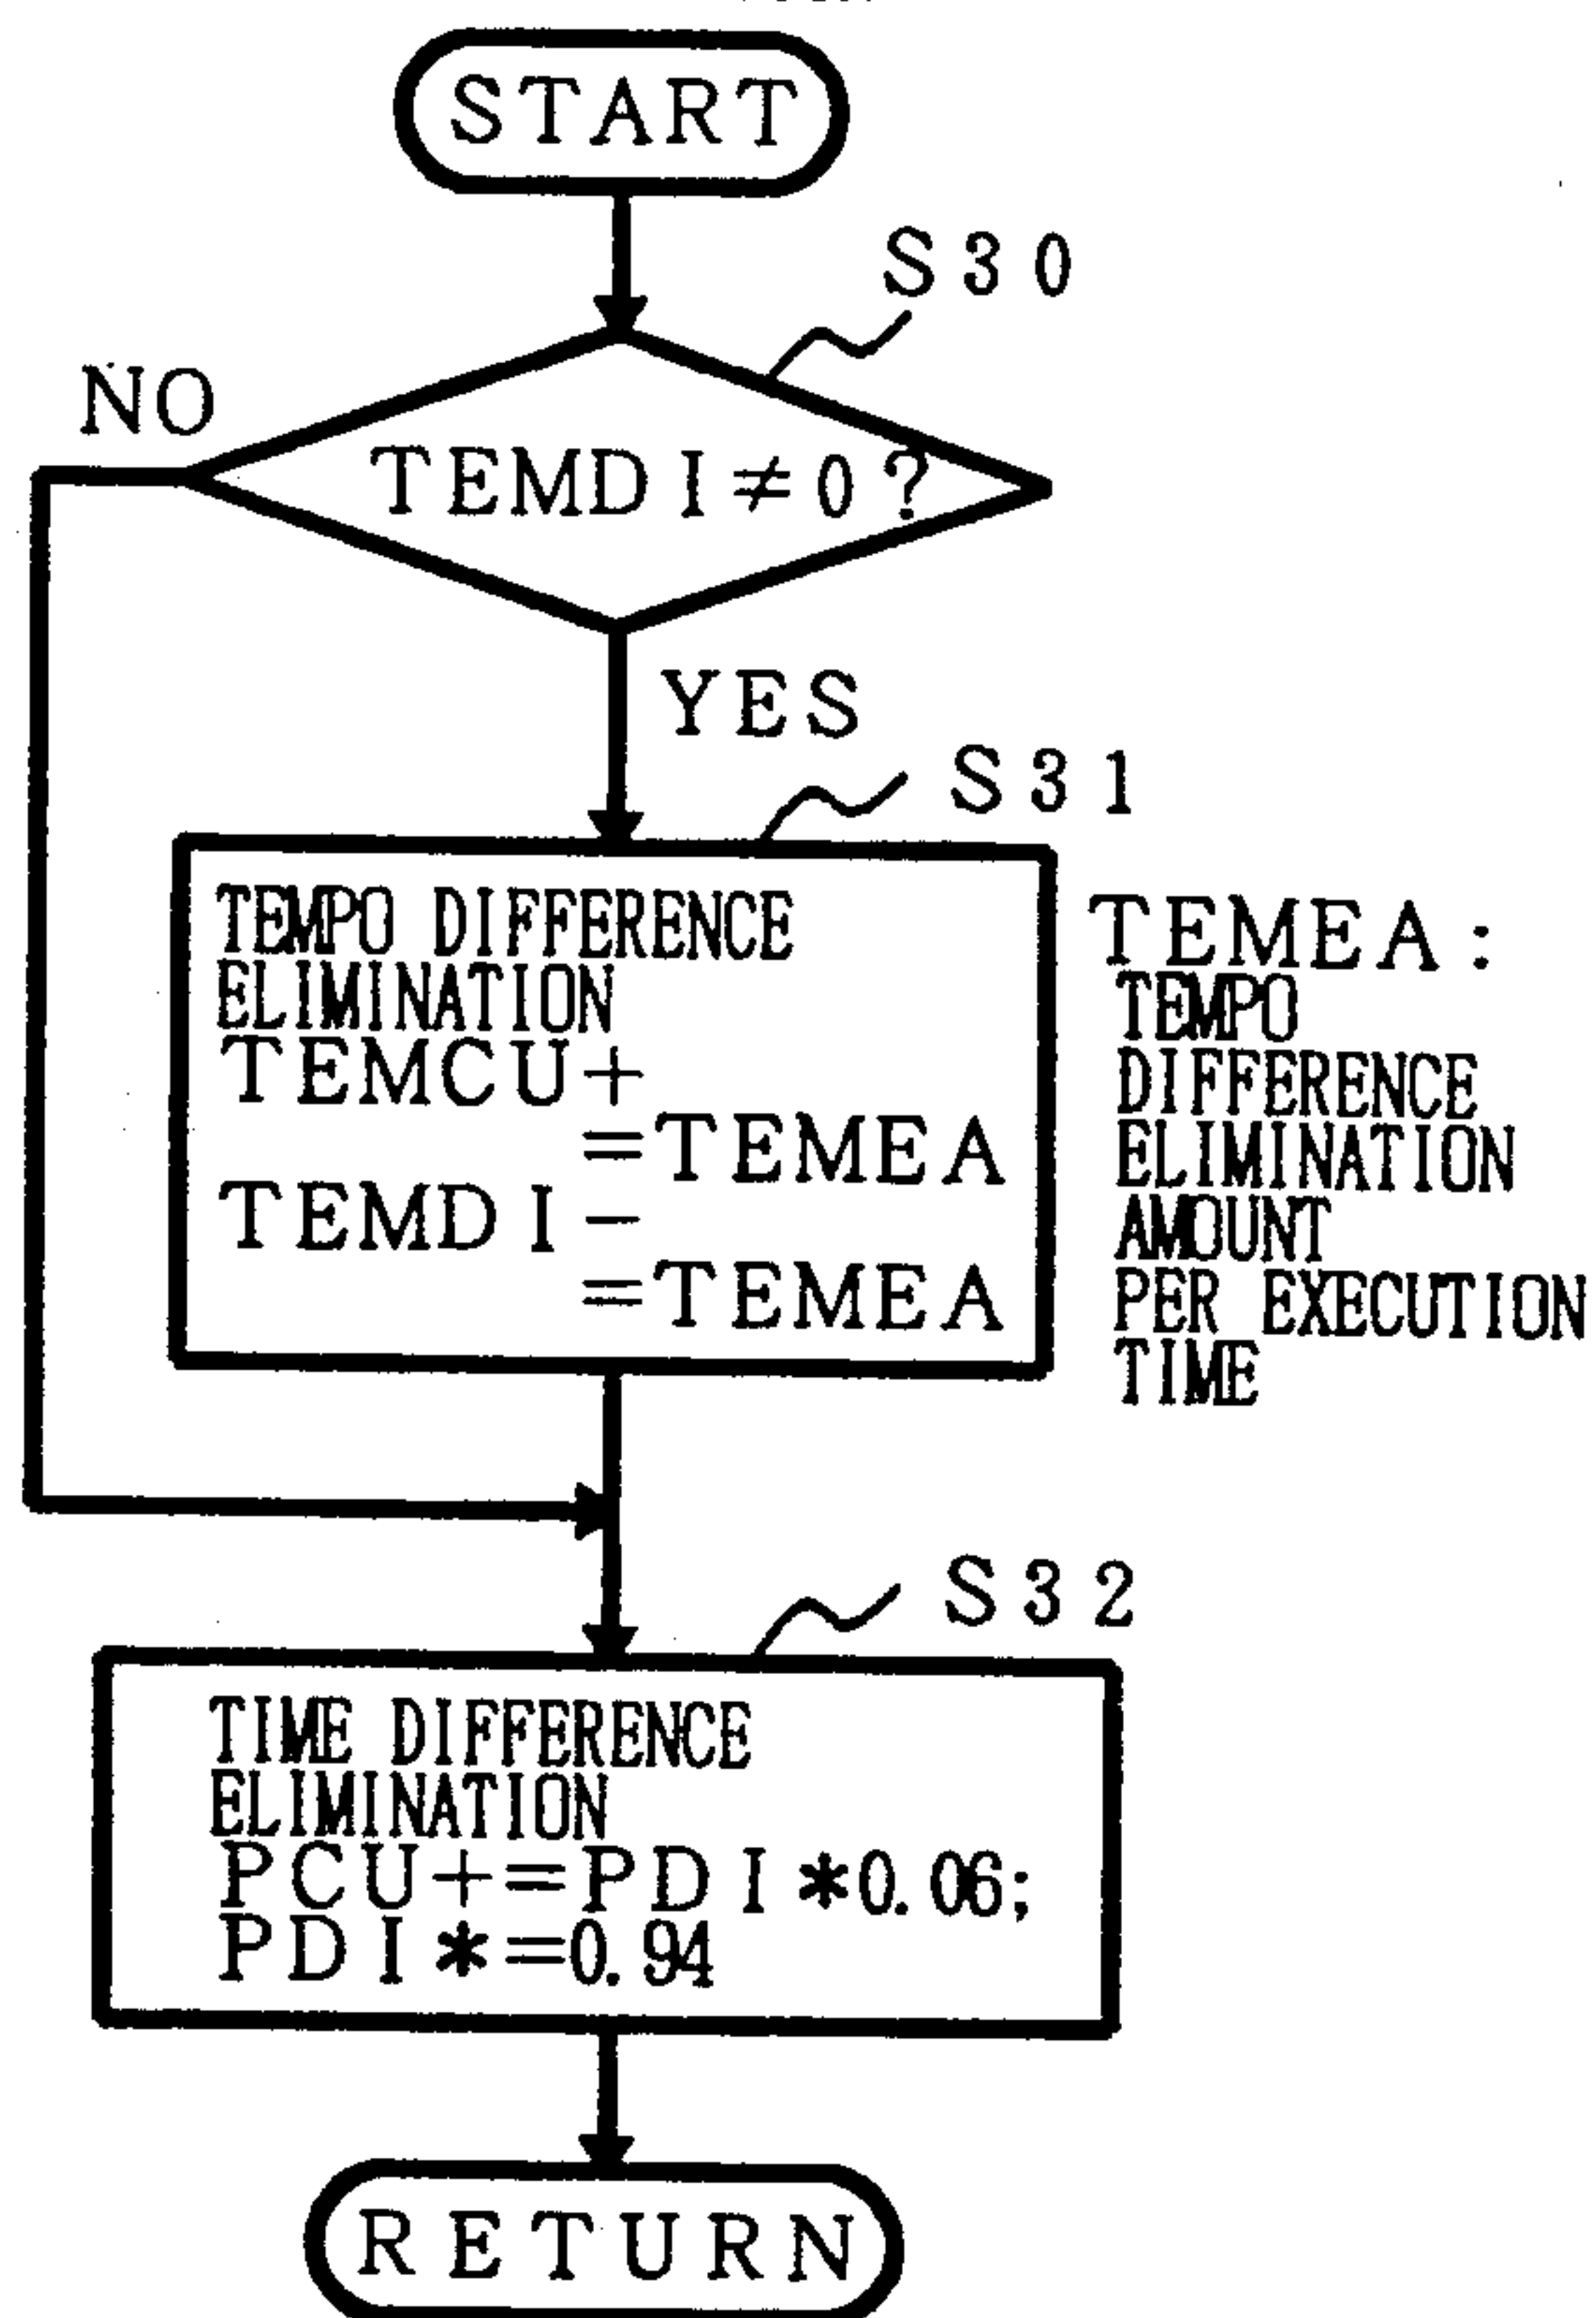 START
S30
NO
TEMDI≠0?
YES
S31
TEMPO DIFFERENCE
ELIMINATION
TEMCU+
=TEMEA
TEMDI-
=TEMEA
TEMEA:
TEMPO
DIFFERENCE
ELIMINATION
AMOUNT
PER EXECUTION
TIME
S32
TIME DIFFERENCE
ELIMINATION
PCU+=PDI*0.06;
PDI*=0.94
RETURN